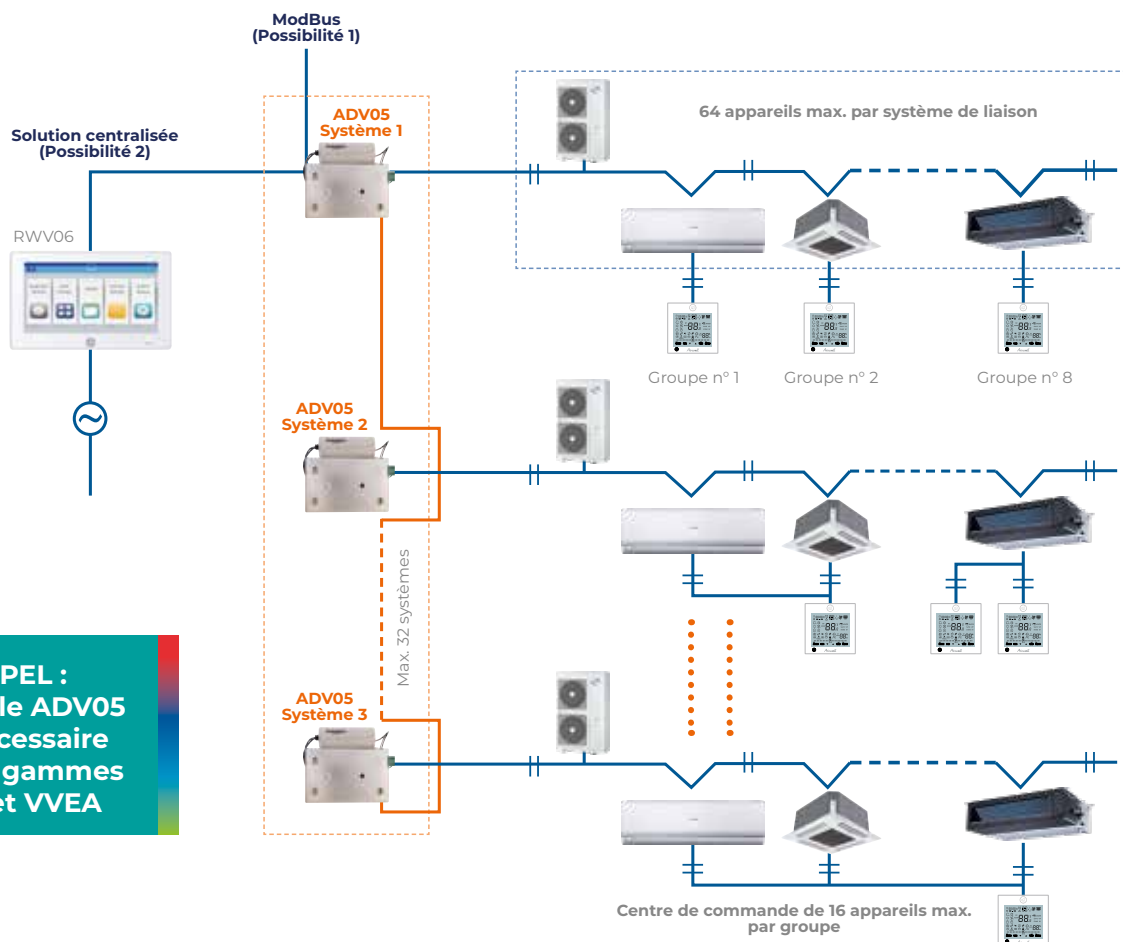 ModBus
(Possibilité 1)
Solution centralisée
(Possibilité 2)
RWV06
ADV05
Système 1
64 appareils max. par système de liaison
Groupe n° 1
Groupe n° 2
Groupe n° 8
ADV05
Système 2
Max. 32 systèmes
PEL :
le ADV05
cessaire
gammes
et VVEA
ADV05
Système 3
Centre de commande de 16 appareils max.
par groupe